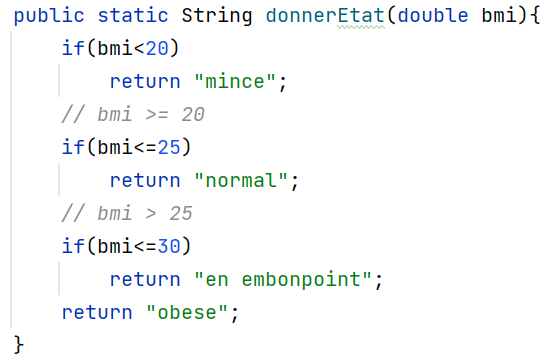 public static String donnerEtat(double bmi){
if(bmi<20)
return "mince";
// bmi >= 20
if(bmi<=25)
return "normal";
// bmi > 25
if(bmi<=30)
return "en embonpoint";
return "obese";
}